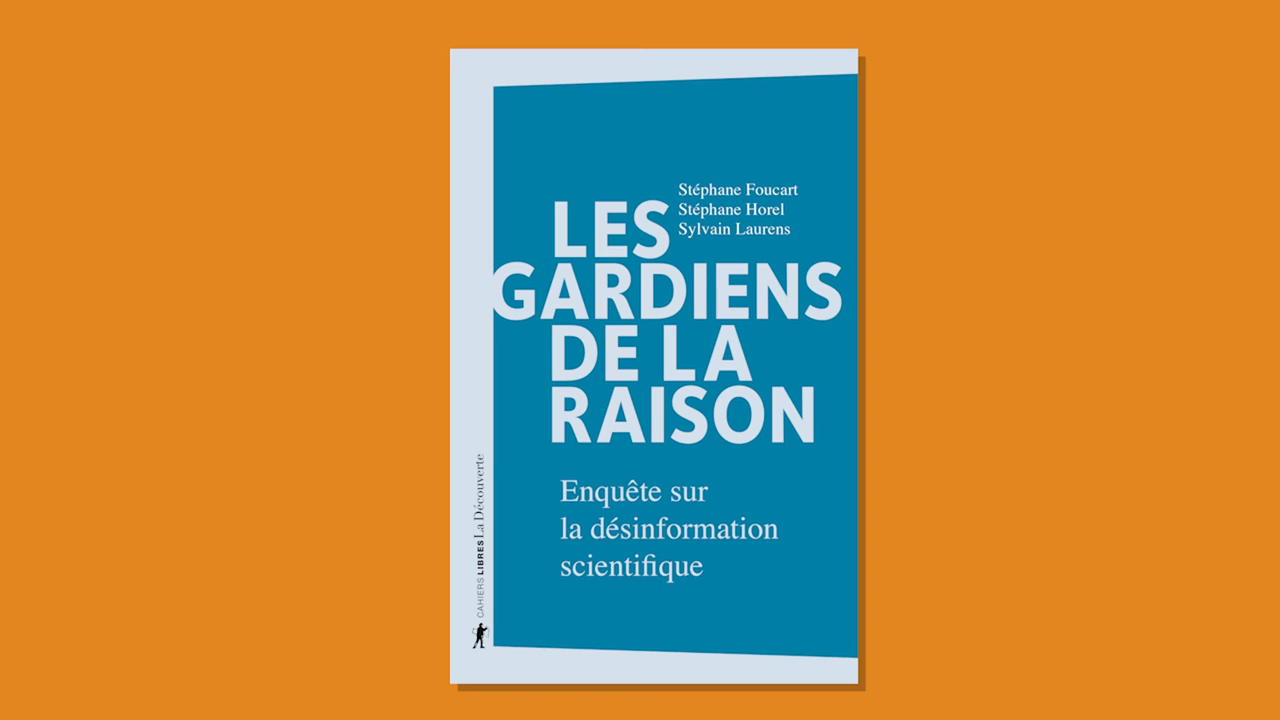 Stéphane Foucart
Stéphane Horel
Sylvain Laurens
LES
GARDIENS
DE LA
RAISON
Enquête sur
la désinformation
scientifique
CAHIERS LIBRES La Découverte